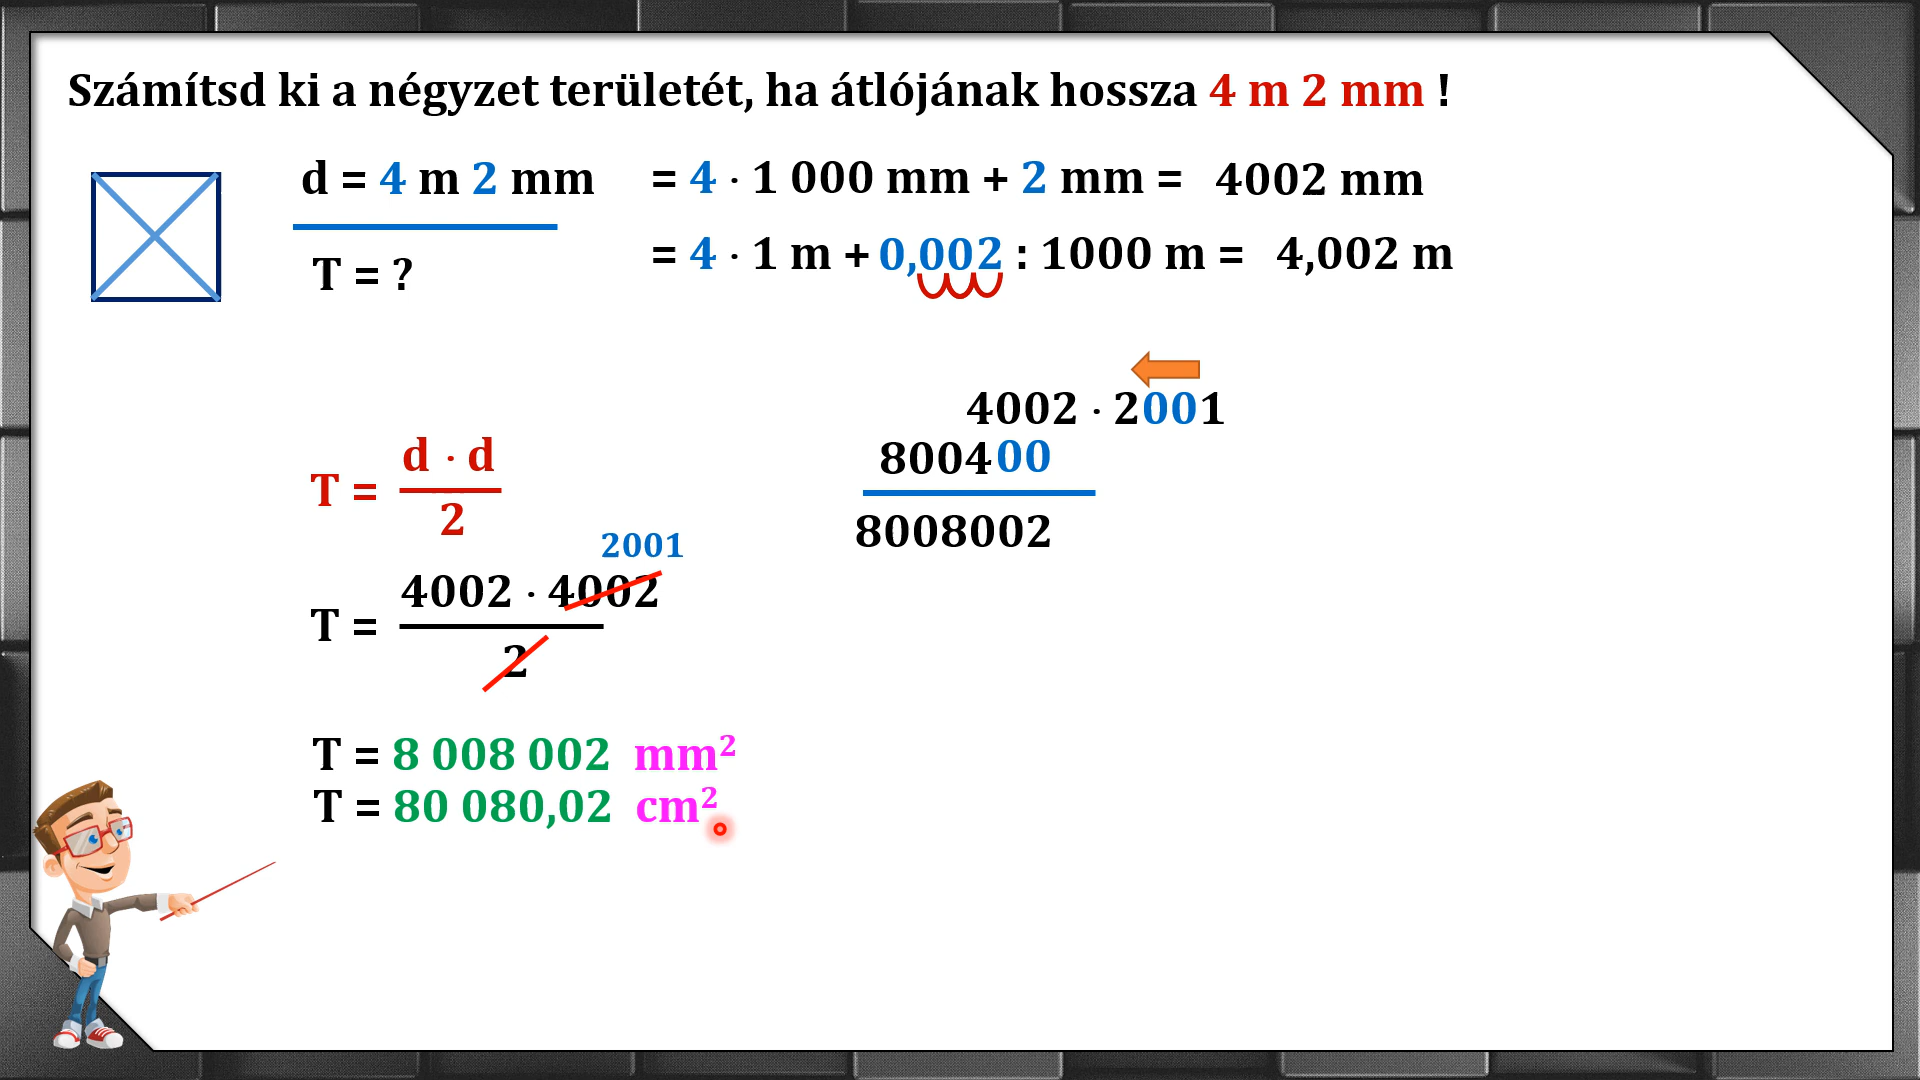 Számítsd ki a négyzet területét, ha átlójának hossza 4 m 2 mm !
d = 4 m 2 mm = 4 · 1 000 mm + 2 mm = 4002 mm
= 4 · 1 m + 0,002 : 1000 m = 4,002 m
T = ?
4002 · 2001
800400
8008002
T = d · d
2
2001
T = 4002 · 4002
2
T = 8 008 002 mm²
T = 80 080,02 cm²